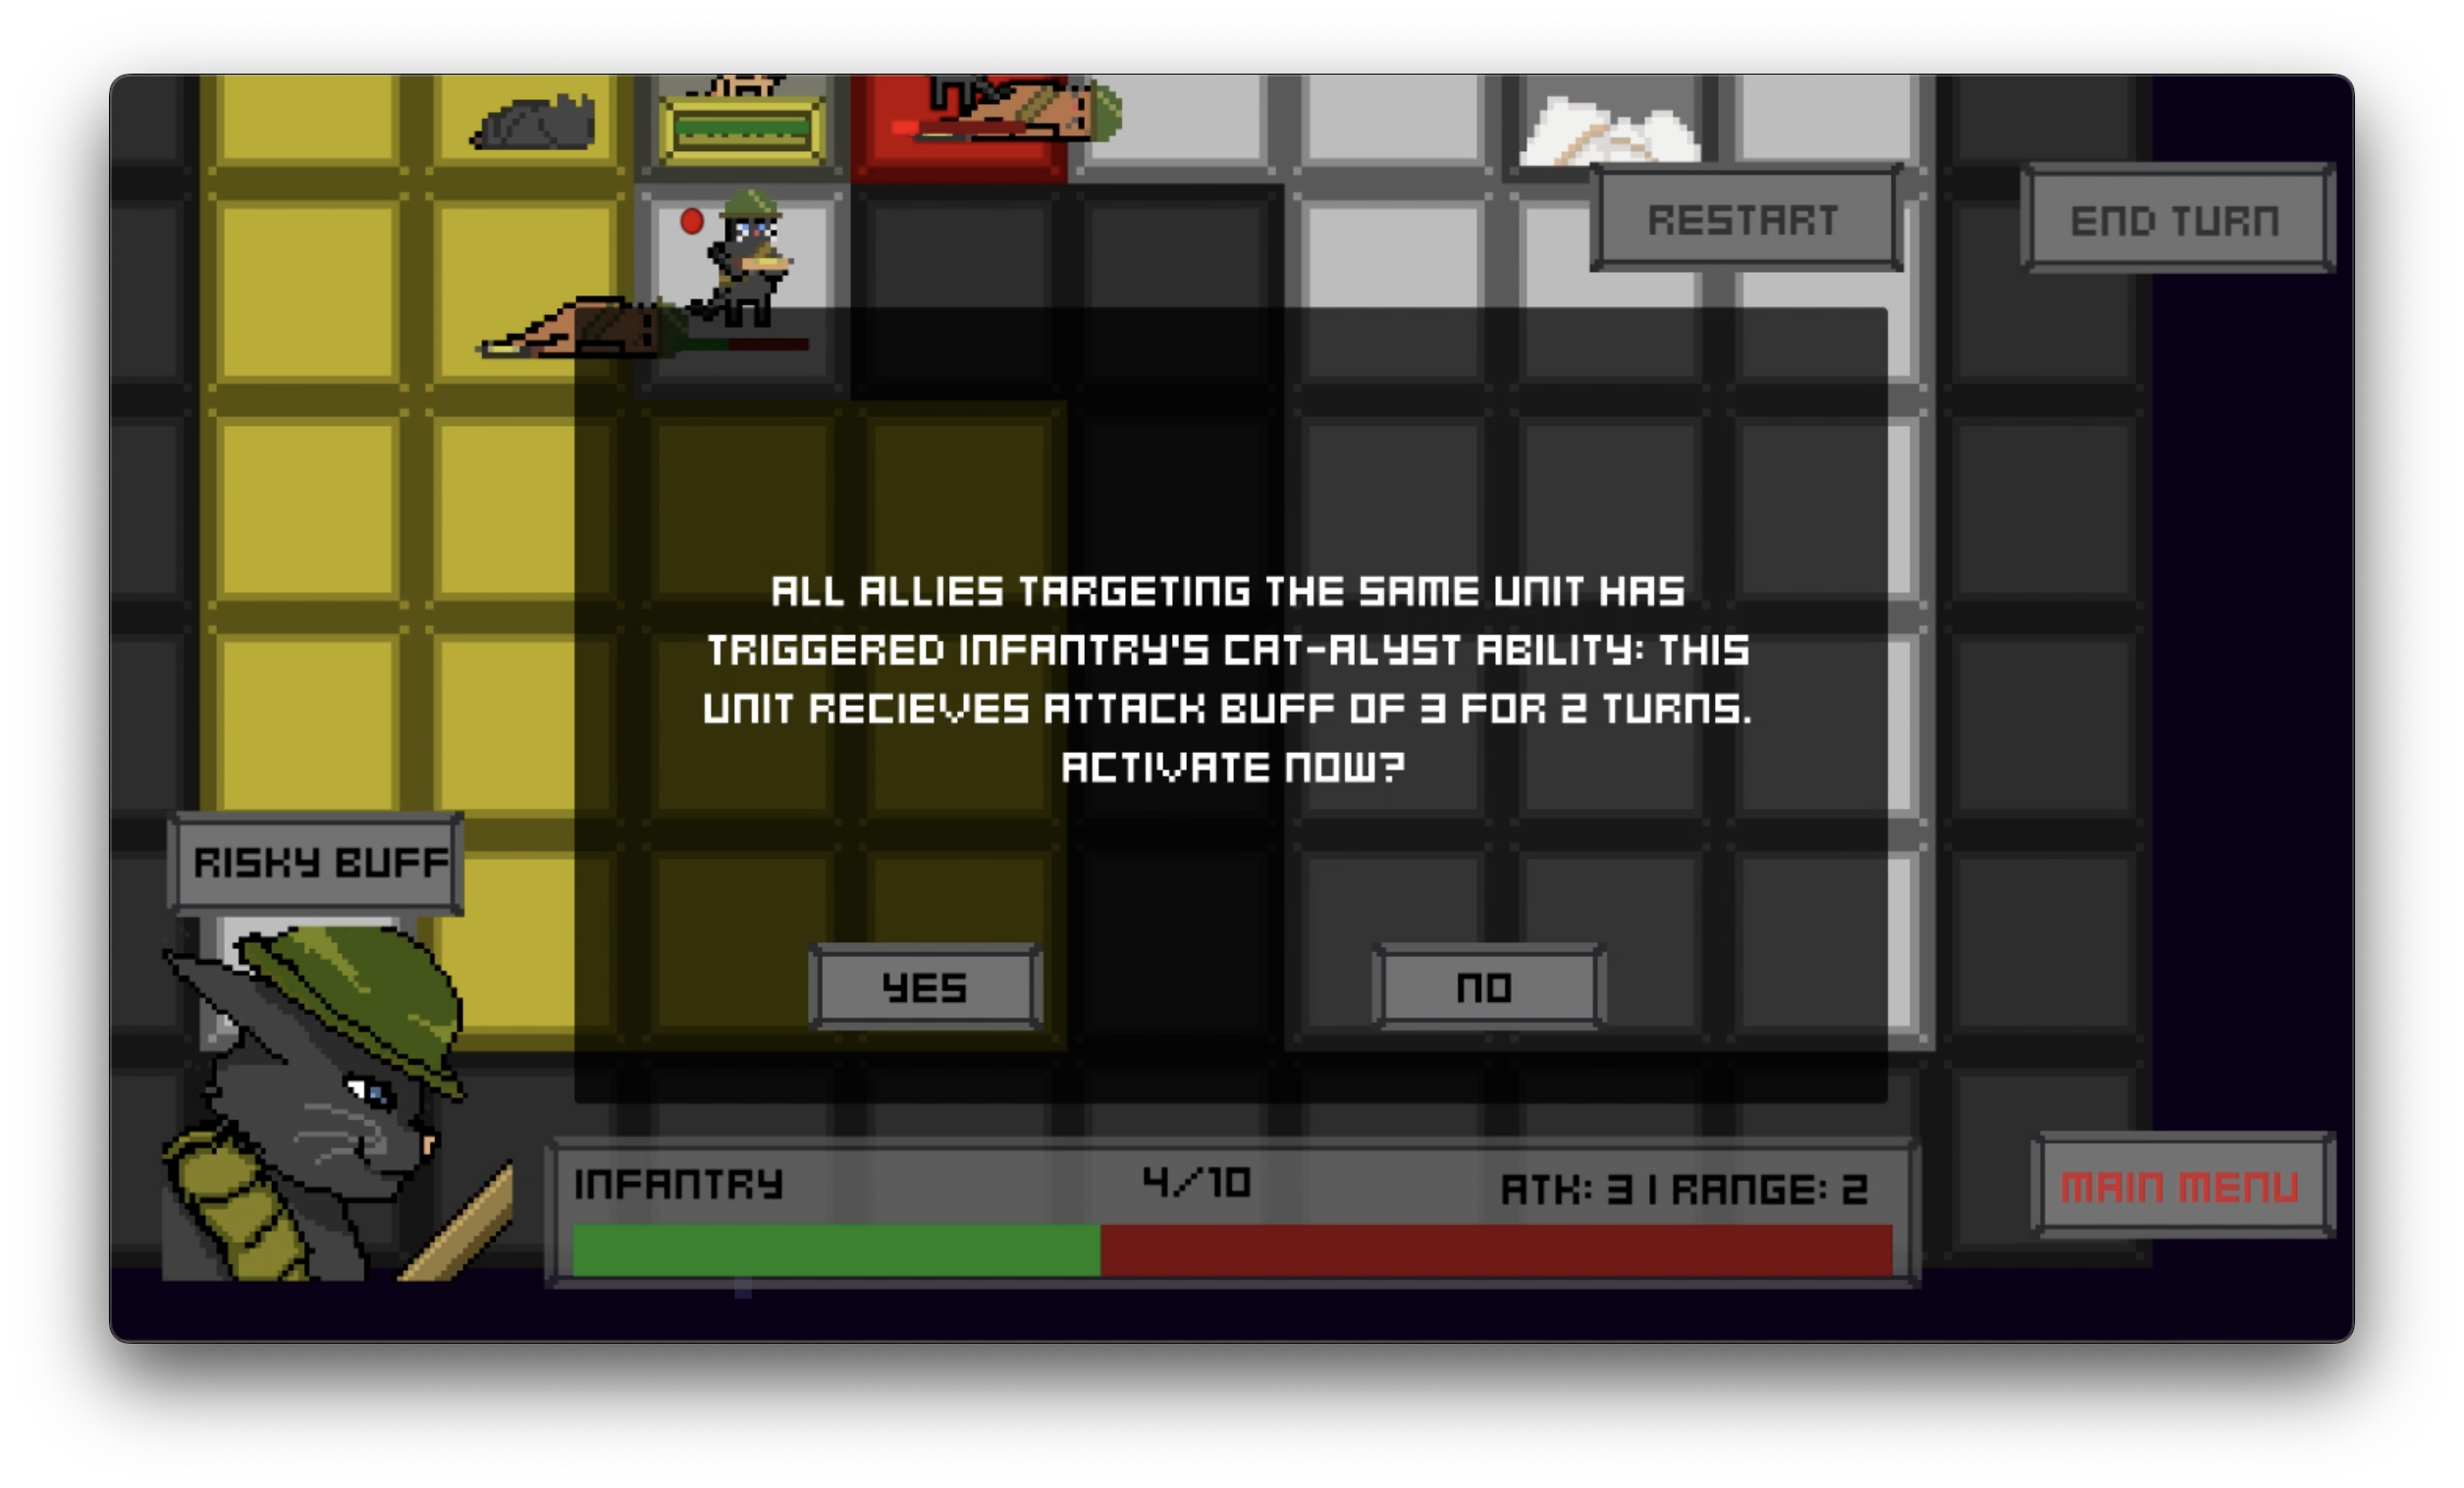 RESTART
END TURN
ALL ALLIES TARGETING THE SAME UNIT HAS
TRIGGERED INFANTRY'S CAT-ALYST ABILITY: THIS
UNIT RECIEVES ATTACK BUFF OF 3 FOR 2 TURNS.
ACTIVATE NOW?
RISKY BUFF
YES
NO
INFANTRY
4/10
ATK: 3 | RANGE: 2
MAIN MENU